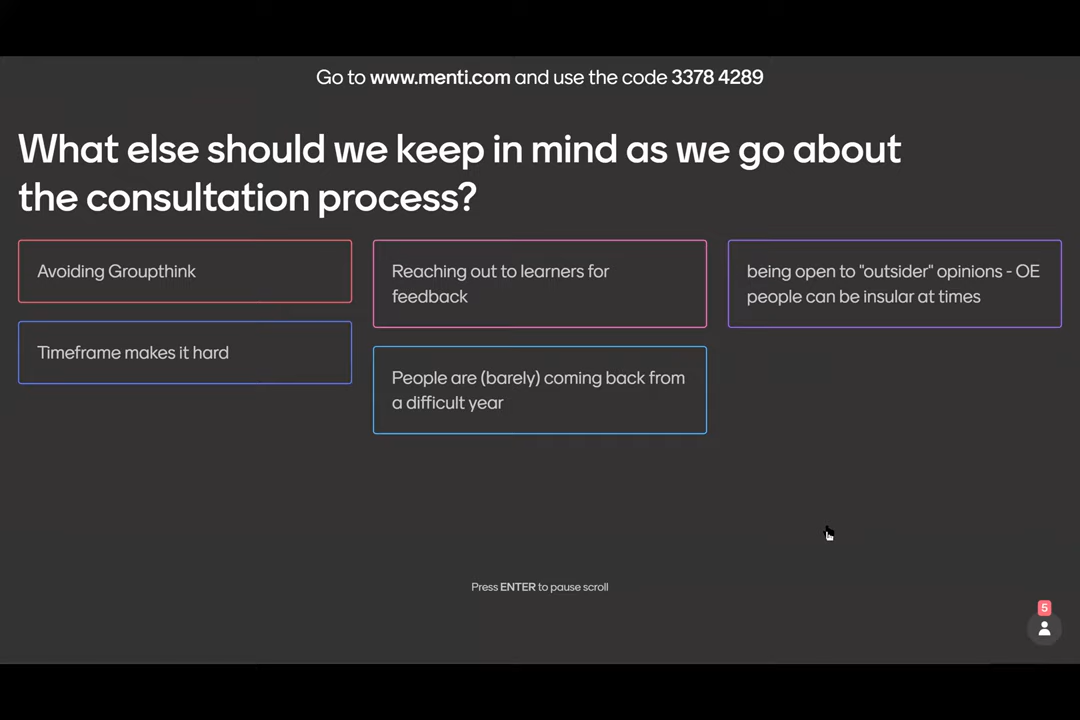 Go to www.menti.com and use the code 3378 4289
What else should we keep in mind as we go about
the consultation process?
Avoiding Groupthink
Timeframe makes it hard
Reaching out to learners for
feedback
People are (barely) coming back from
a difficult year
being open to "outsider" opinions - OE
people can be insular at times
Press ENTER to pause scroll
5